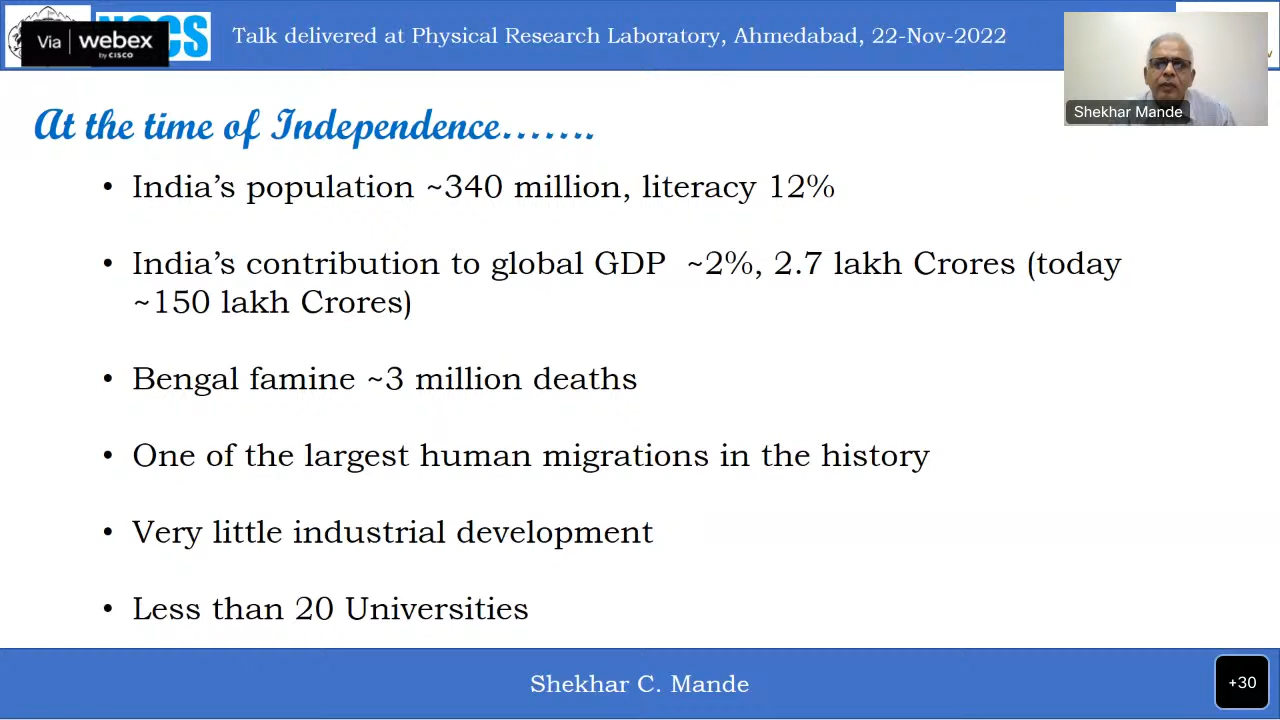 Via webex
by CISCO
CS
Talk delivered at Physical Research Laboratory, Ahmedabad, 22-Nov-2022
Shekhar Mande
At the time of Independence.......
• India's population ~340 million, literacy 12%
• India's contribution to global GDP ~2%, 2.7 lakh Crores (today
~150 lakh Crores)
• Bengal famine ~3 million deaths
• One of the largest human migrations in the history
• Very little industrial development
• Less than 20 Universities
Shekhar C. Mande
+30